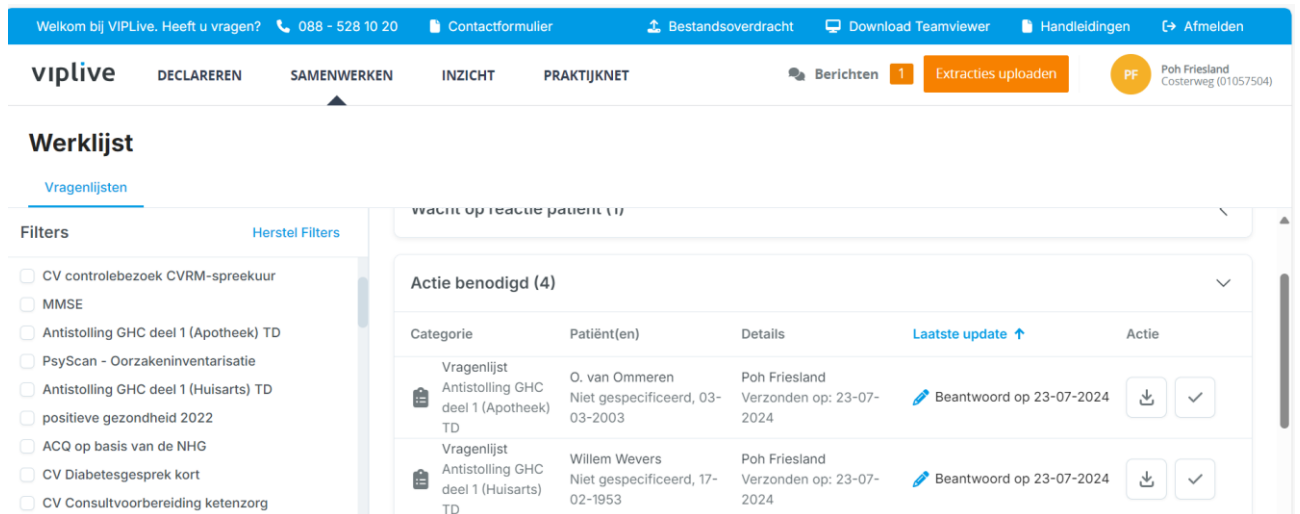 Welkom bij VIPLive. Heeft u vragen? 088 - 528 10 20 Contactformulier Bestandsoverdracht Download Teamviewer Handleidingen Afmelden
viplive DECLAREREN SAMENWERKEN INZICHT PRAKTIJKNET Berichten 1 Extracties uploaden PF Poh Friesland
Costerweg (01057504)
Werklijst
Vragenlijsten
Filters Herstel Filters
CV controlebezoek CVRM-spreekuur
MMSE
Antistolling GHC deel 1 (Apotheek) TD
PsyScan - Oorzakeninventarisatie
Antistolling GHC deel 1 (Huisarts) TD
positieve gezondheid 2022
ACQ op basis van de NHG
CV Diabetesgesprek kort
CV Consultvoorbereiding ketenzorg
Wacht op reactie patiënt (1)
Actie benodigd (4)
Categorie Patiënt(en) Details Laatste update Actie
Vragenlijst
Antistolling GHC
deel 1 (Apotheek)
TD
O. van Ommeren
Niet gespecificeerd, 03-
03-2003
Poh Friesland
Verzonden op: 23-07-
2024
Beantwoord op 23-07-2024
Vragenlijst
Antistolling GHC
deel 1 (Huisarts)
TD
Willem Wevers
Niet gespecificeerd, 17-
02-1953
Poh Friesland
Verzonden op: 23-07-
2024
Beantwoord op 23-07-2024